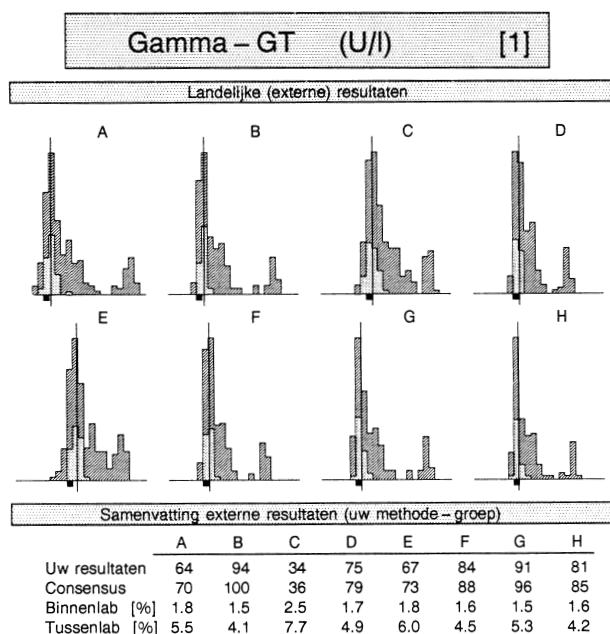 Gamma – GT (U/l) [1]
Landelijke (externe) resultaten
A B C D
E F G H
Samenvatting externe resultaten (uw methode – groep)
A B C D E F G H
Uw resultaten 64 94 34 75 67 84 91 81
Consensus 70 100 36 79 73 88 96 85
Binnenlab [%] 1.8 1.5 2.5 1.7 1.8 1.6 1.5 1.6
Tussenlab [%] 5.5 4.1 7.7 4.9 6.0 4.5 5.3 4.2